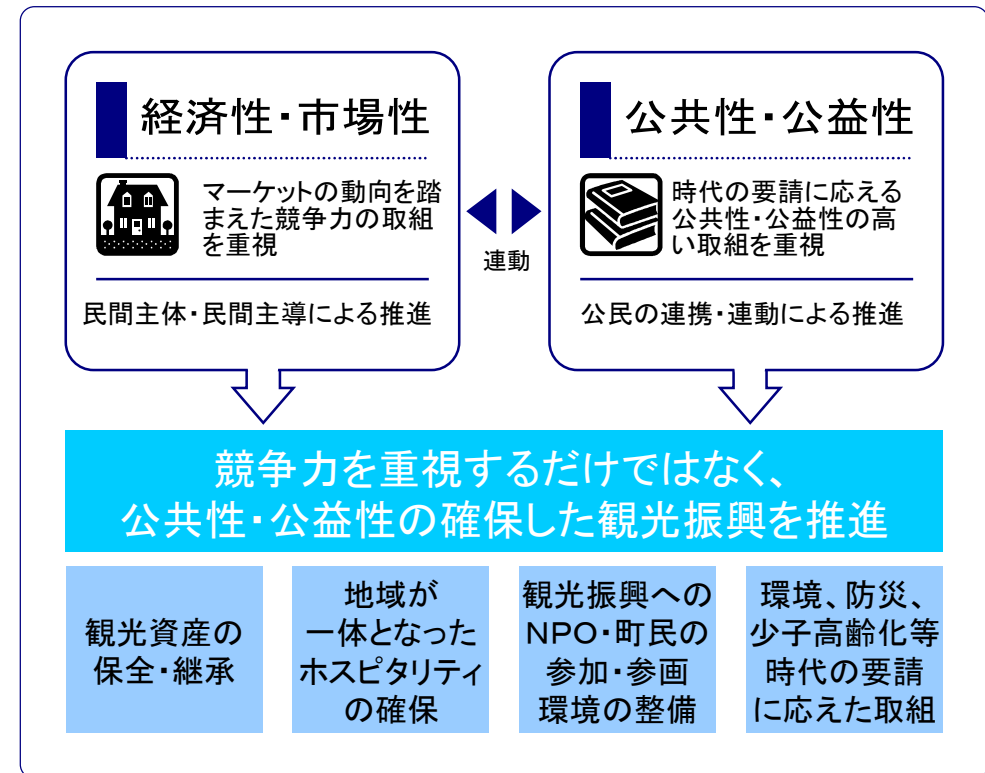 経済性・市場性
マーケットの動向を踏
まえた競争力の取組
を重視
民間主体・民間主導による推進
連動
公共性・公益性
時代の要請に応える
公共性・公益性の高
い取組を重視
公民の連携・連動による推進
競争力を重視するだけではなく、
公共性・公益性の確保した観光振興を推進
観光資産の
保全・継承
地域が
一体となった
ホスピタリティ
の確保
観光振興への
NPO・町民の
参加・参画
環境の整備
環境、防災、
少子高齢化等
時代の要請
に応えた取組